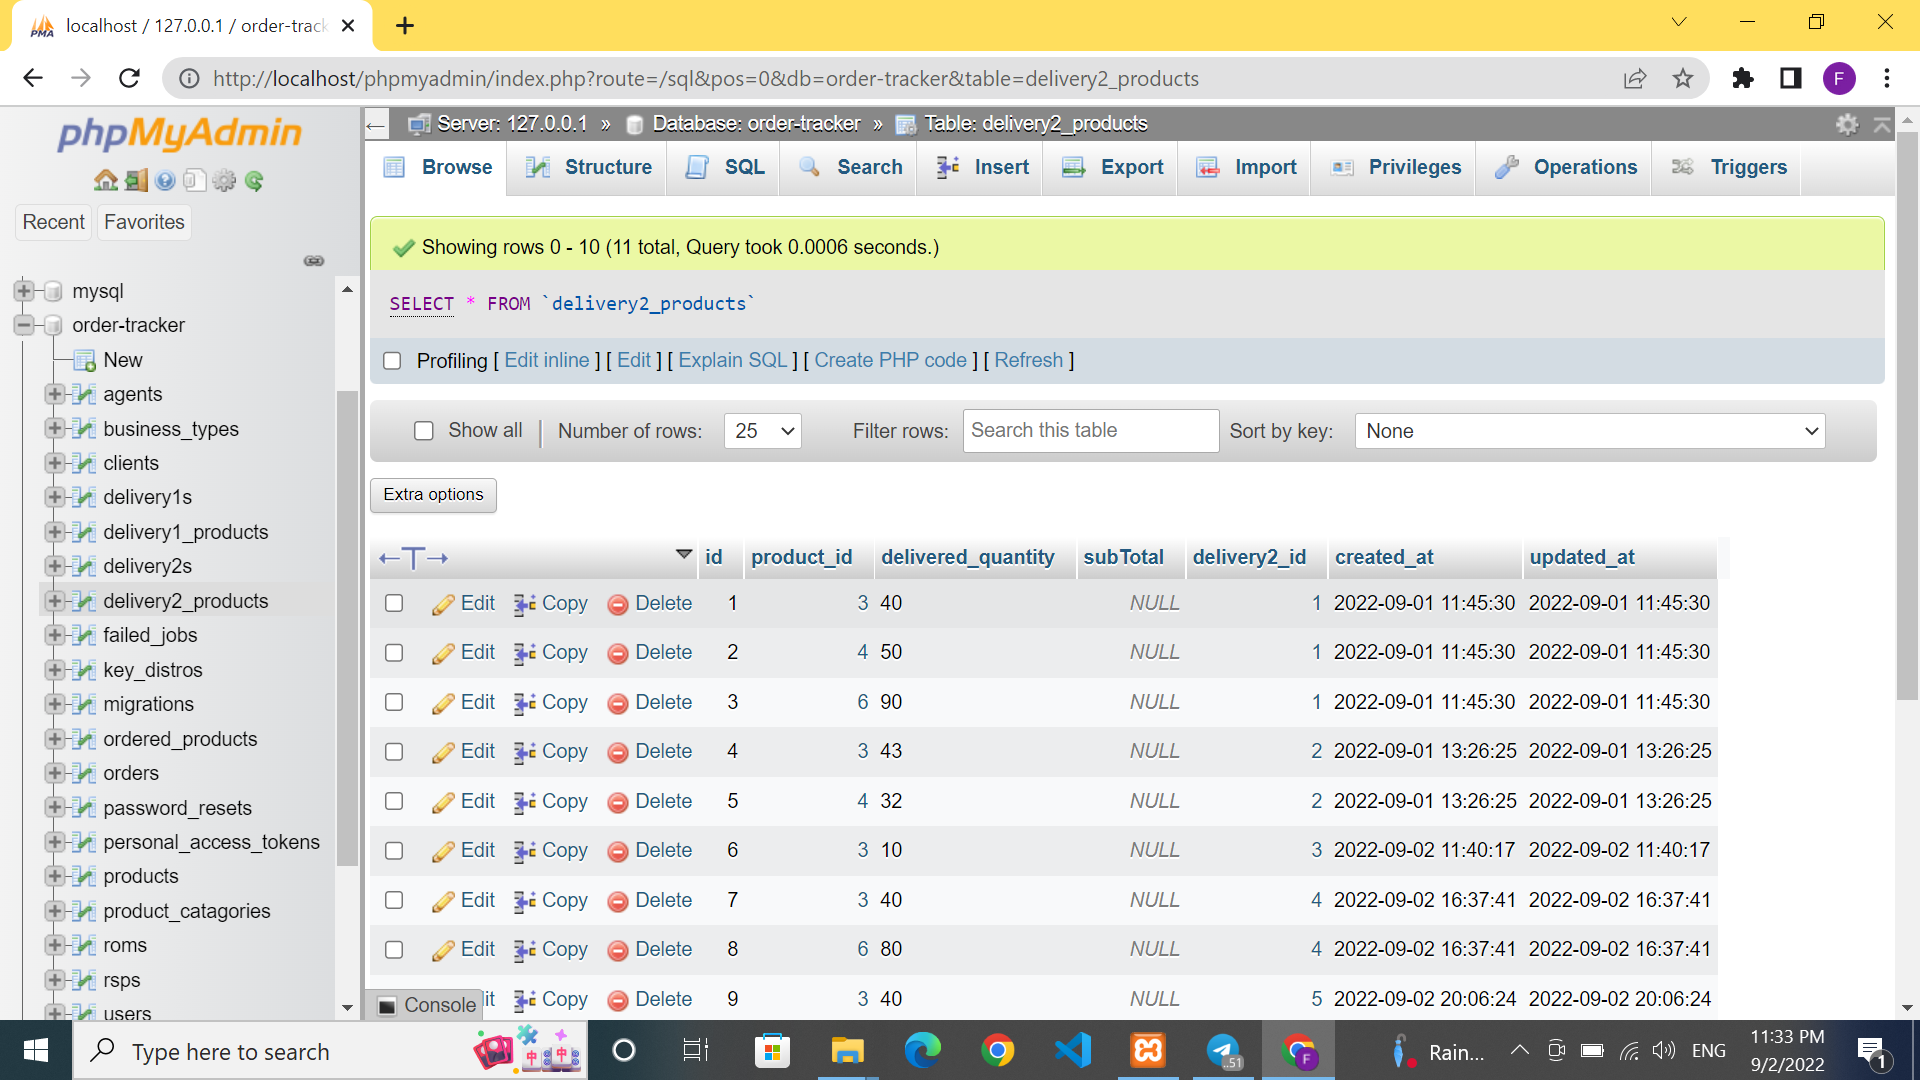 localhost / 127.0.0.1 / order-track
http://localhost/phpmyadmin/index.php?route=/sql&pos=0&db=order-tracker&table=delivery2_products
F
phpMyAdmin
Recent
Favorites
mysql
order-tracker
New
agents
business_types
clients
delivery1s
delivery1_products
delivery2s
delivery2_products
failed_jobs
key_distros
migrations
ordered_products
orders
password_resets
personal_access_tokens
products
product_catagories
roms
rsps
users
Server: 127.0.0.1 » Database: order-tracker » Table: delivery2_products
Browse Structure SQL Search Insert Export Import Privileges Operations Triggers
Showing rows 0 - 10 (11 total, Query took 0.0006 seconds.)
SELECT * FROM `delivery2_products`
Profiling [ Edit inline ] [ Edit ] [ Explain SQL ] [ Create PHP code ] [ Refresh ]
Show all Number of rows: 25 Filter rows: Search this table Sort by key: None
Extra options
←T→ id product_id delivered_quantity subTotal delivery2_id created_at updated_at
Edit Copy Delete 1 3 40 NULL 1 2022-09-01 11:45:30 2022-09-01 11:45:30
Edit Copy Delete 2 4 50 NULL 1 2022-09-01 11:45:30 2022-09-01 11:45:30
Edit Copy Delete 3 6 90 NULL 1 2022-09-01 11:45:30 2022-09-01 11:45:30
Edit Copy Delete 4 3 43 NULL 2 2022-09-01 13:26:25 2022-09-01 13:26:25
Edit Copy Delete 5 4 32 NULL 2 2022-09-01 13:26:25 2022-09-01 13:26:25
Edit Copy Delete 6 3 10 NULL 3 2022-09-02 11:40:17 2022-09-02 11:40:17
Edit Copy Delete 7 3 40 NULL 4 2022-09-02 16:37:41 2022-09-02 16:37:41
Edit Copy Delete 8 6 80 NULL 4 2022-09-02 16:37:41 2022-09-02 16:37:41
Console it Copy Delete 9 3 40 NULL 5 2022-09-02 20:06:24 2022-09-02 20:06:24
Type here to search
..51
F
Rain...
ENG
11:33 PM
9/2/2022
1